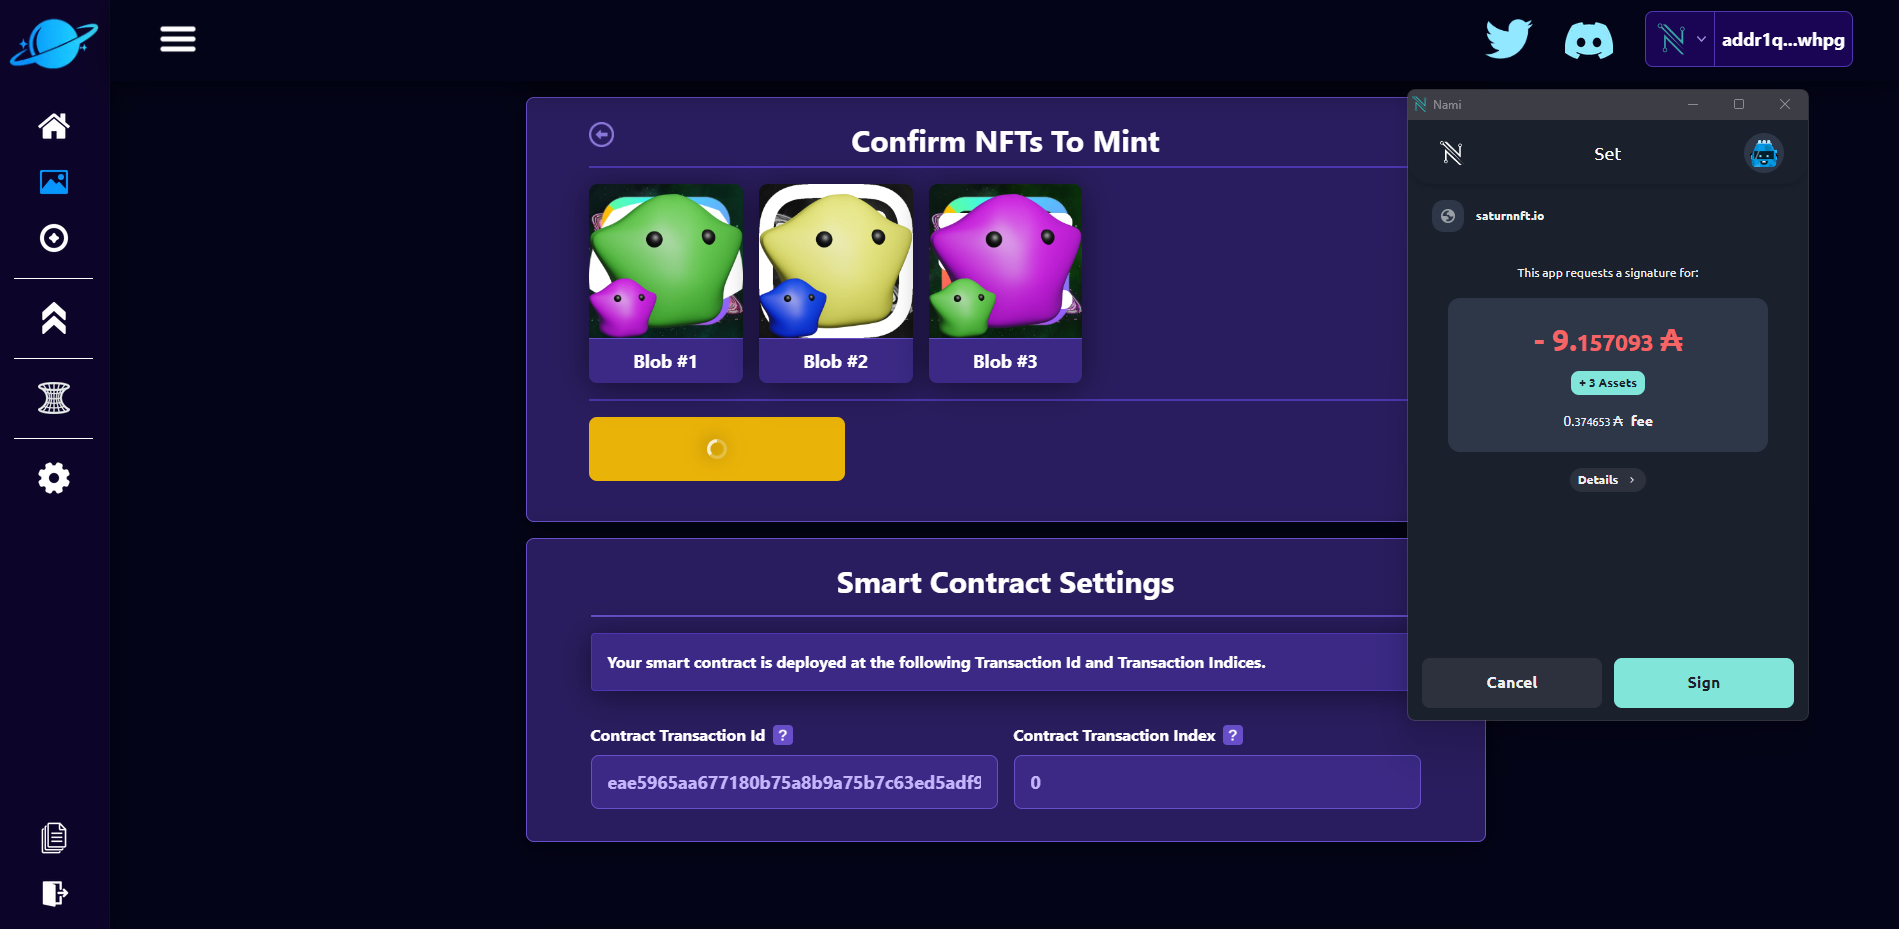 addr1q...whpg
Confirm NFTs To Mint
Blob #1
Blob #2
Blob #3
Smart Contract Settings
Your smart contract is deployed at the following Transaction Id and Transaction Indices.
Contract Transaction Id ?
Contract Transaction Index ?
eae5965aa677180b75a8b9a75b7c63ed5adf9
0
Nami
Set
saturnnft.io
This app requests a signature for:
- 9.157093 ₳
+ 3 Assets
0.374653 ₳ fee
Details
Cancel
Sign